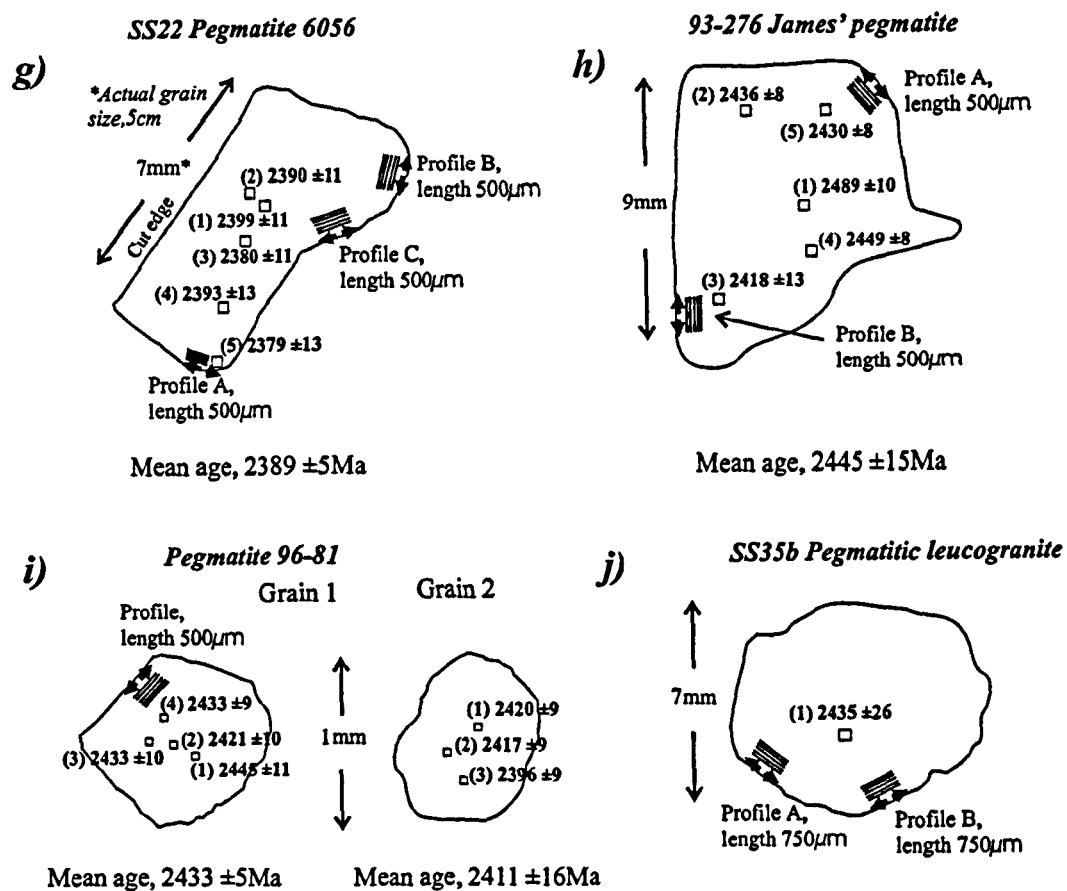 SS22 Pegmatite 6056
g)
*Actual grain
size,5cm
7mm*
Cut edge
(2) 2390 ±11
(1) 2399 ±11
(3) 2380 ±11
(4) 2393 ±13
(5) 2379 ±13
Profile B,
length 500µm
Profile C,
length 500µm
Profile A,
length 500µm
Mean age, 2389 ±5Ma
93-276 James' pegmatite
h)
9mm
(2) 2436 ±8
(5) 2430 ±8
(1) 2489 ±10
(4) 2449 ±8
(3) 2418 ±13
Profile A,
length 500µm
Profile B,
length 500µm
Mean age, 2445 ±15Ma
Pegmatite 96-81
i)
Grain 1
Grain 2
Profile,
length 500µm
(4) 2433 ±9
(3) 2433 ±10
(2) 2421 ±10
(1) 2445 ±11
1mm
(1) 2420 ±9
(2) 2417 ±9
(3) 2396 ±9
Mean age, 2433 ±5Ma
Mean age, 2411 ±16Ma
SS35b Pegmatitic leucogranite
j)
7mm
(1) 2435 ±26
Profile A,
length 750µm
Profile B,
length 750µm